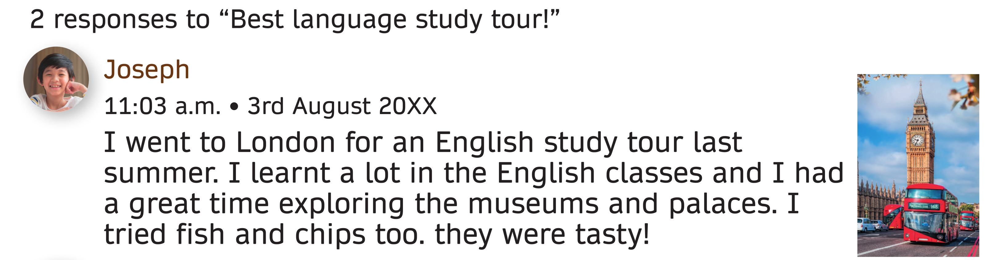 2 responses to “Best language study tour!”
Joseph
11:03 a.m. • 3rd August 20XX
I went to London for an English study tour last
summer. I learnt a lot in the English classes and I had
a great time exploring the museums and palaces. I
tried fish and chips too. they were tasty!
148